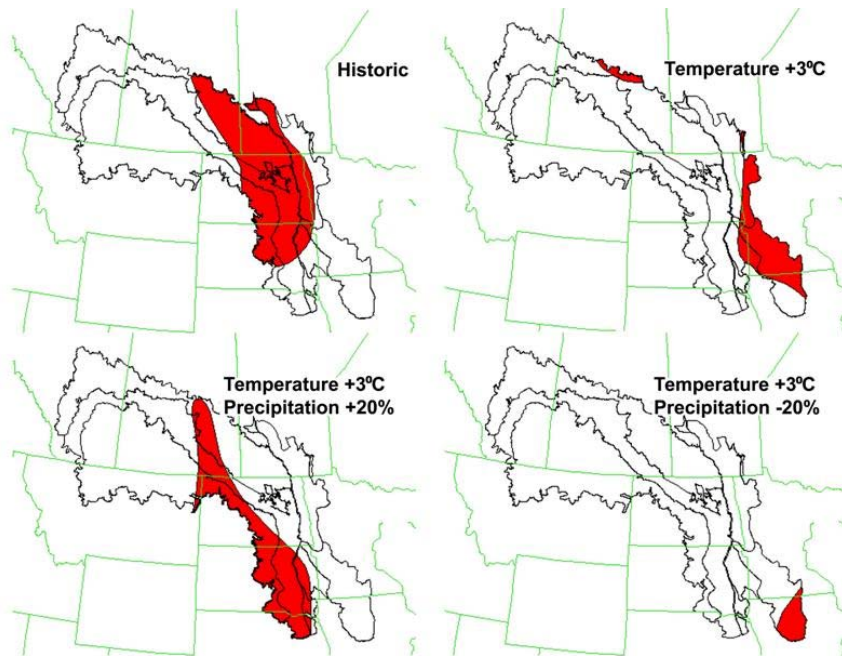 Historic
Temperature +3ºC
Temperature +3ºC
Precipitation +20%
Temperature +3ºC
Precipitation -20%